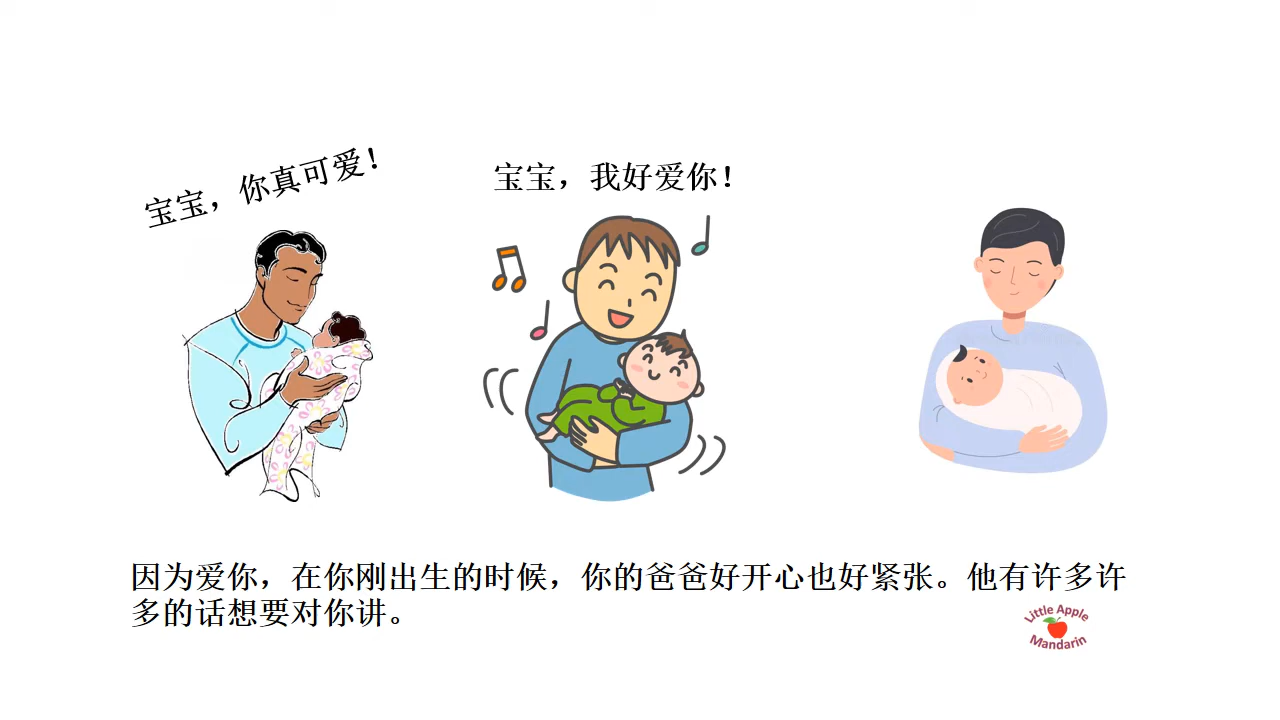 宝宝，你真可爱！
宝宝，我好爱你！
因为爱你，在你刚出生的时候，你的爸爸好开心也好紧张。他有许多许
多的话想要对你讲。
Little Apple
Mandarin